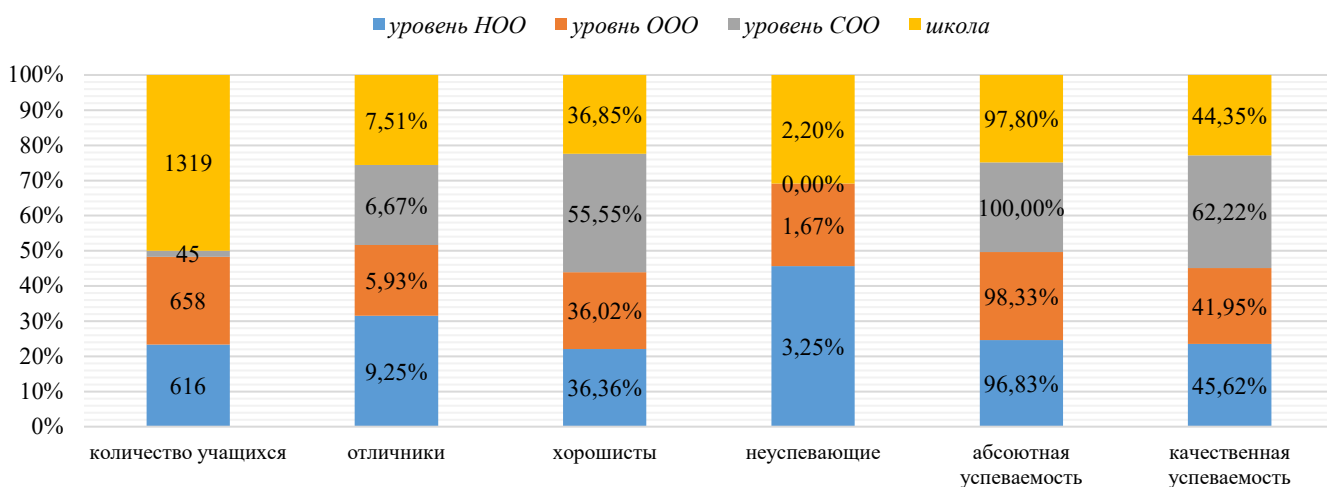 уровень НОО уровнь ООО уровень СОО школа
100%
90%
80%
70%
60%
50%
40%
30%
20%
10%
0%
1319 7,51% 36,85% 2,20% 97,80% 44,35%
45 6,67% 55,55% 0,00% 100,00% 62,22%
658 5,93% 36,02% 1,67% 98,33% 41,95%
616 9,25% 36,36% 3,25% 96,83% 45,62%
количество учащихся отличники хорошисты неуспевающие абсоютная качественная
успеваемость успеваемость